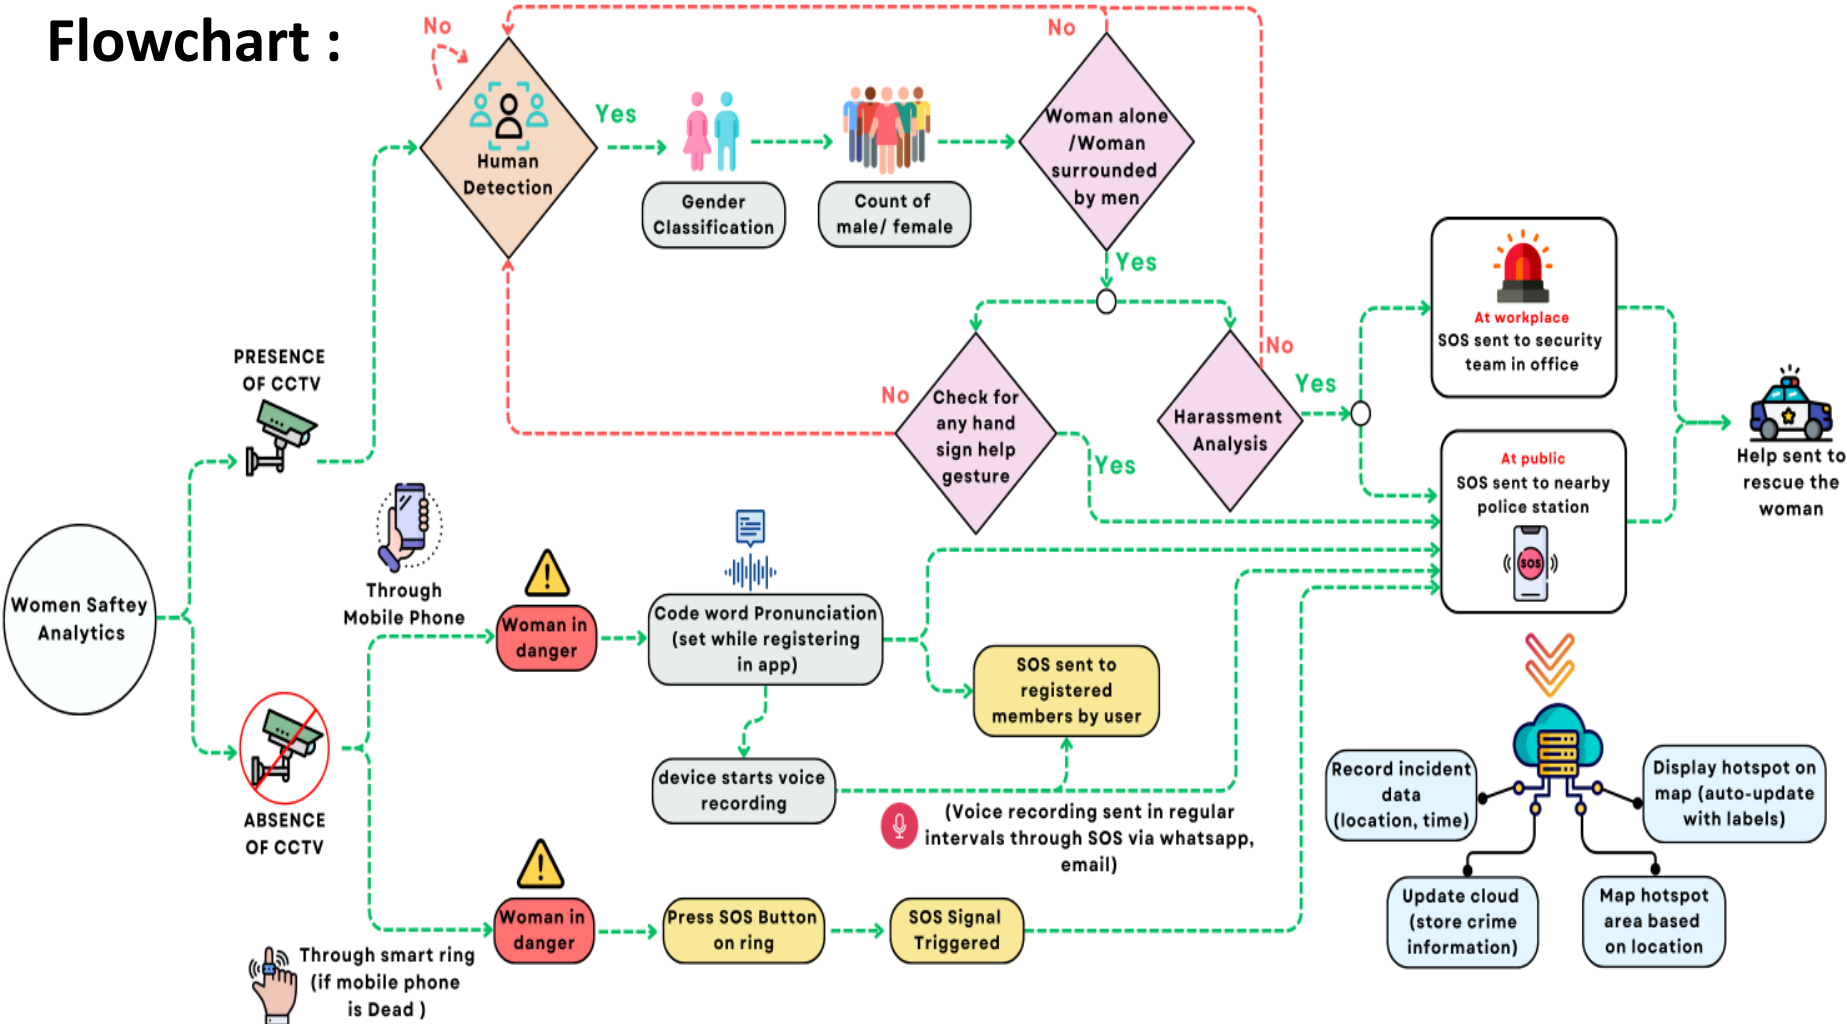 Flowchart :
No
Human
Detection
Yes
Gender
Classification
Count of
male/ female
No
Woman alone
/Woman
surrounded
by men
Yes
No
Check for
any hand
sign help
gesture
Yes
No
Harassment
Analysis
Yes
At workplace
SOS sent to security
team in office
At public
SOS sent to nearby
police station
SOS
Help sent to
rescue the
woman
PRESENCE
OF CCTV
Women Saftey
Analytics
ABSENCE
OF CCTV
Through
Mobile Phone
Woman in
danger
Code word Pronunciation
(set while registering
in app)
SOS sent to
registered
members by user
device starts voice
recording
(Voice recording sent in regular
intervals through SOS via whatsapp,
email)
Through smart ring
(if mobile phone
is Dead )
Woman in
danger
Press SOS Button
on ring
SOS Signal
Triggered
Record incident
data
(location, time)
Display hotspot on
map (auto-update
with labels)
Update cloud
(store crime
information)
Map hotspot
area based
on location